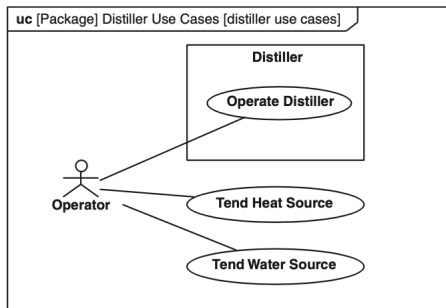 uc [Package] Distiller Use Cases [distiller use cases]
Distiller
Operate Distiller
Operator
Tend Heat Source
Tend Water Source